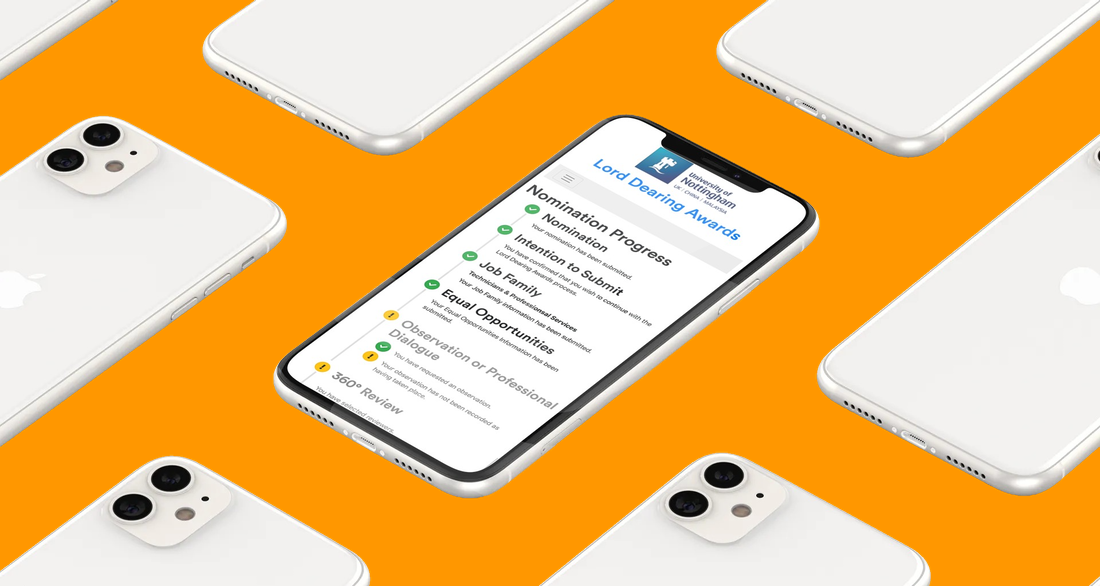 University of
Nottingham
UK | CHINA | MALAYSIA
Lord Dearing Awards
Nomination Progress
Nomination
Your nomination has been submitted.
Intention to Submit
You have confirmed that you wish to continue with the
Lord Dearing Awards process.
Job Family
Technicians & Professional Services
Your Job Family information has been submitted.
Equal Opportunities
Your Equal Opportunities information has been
submitted.
Observation or Professional
Dialogue
You have requested an observation.
Your observation has not been recorded as
having taken place.
360° Review
You have selected reviewers.